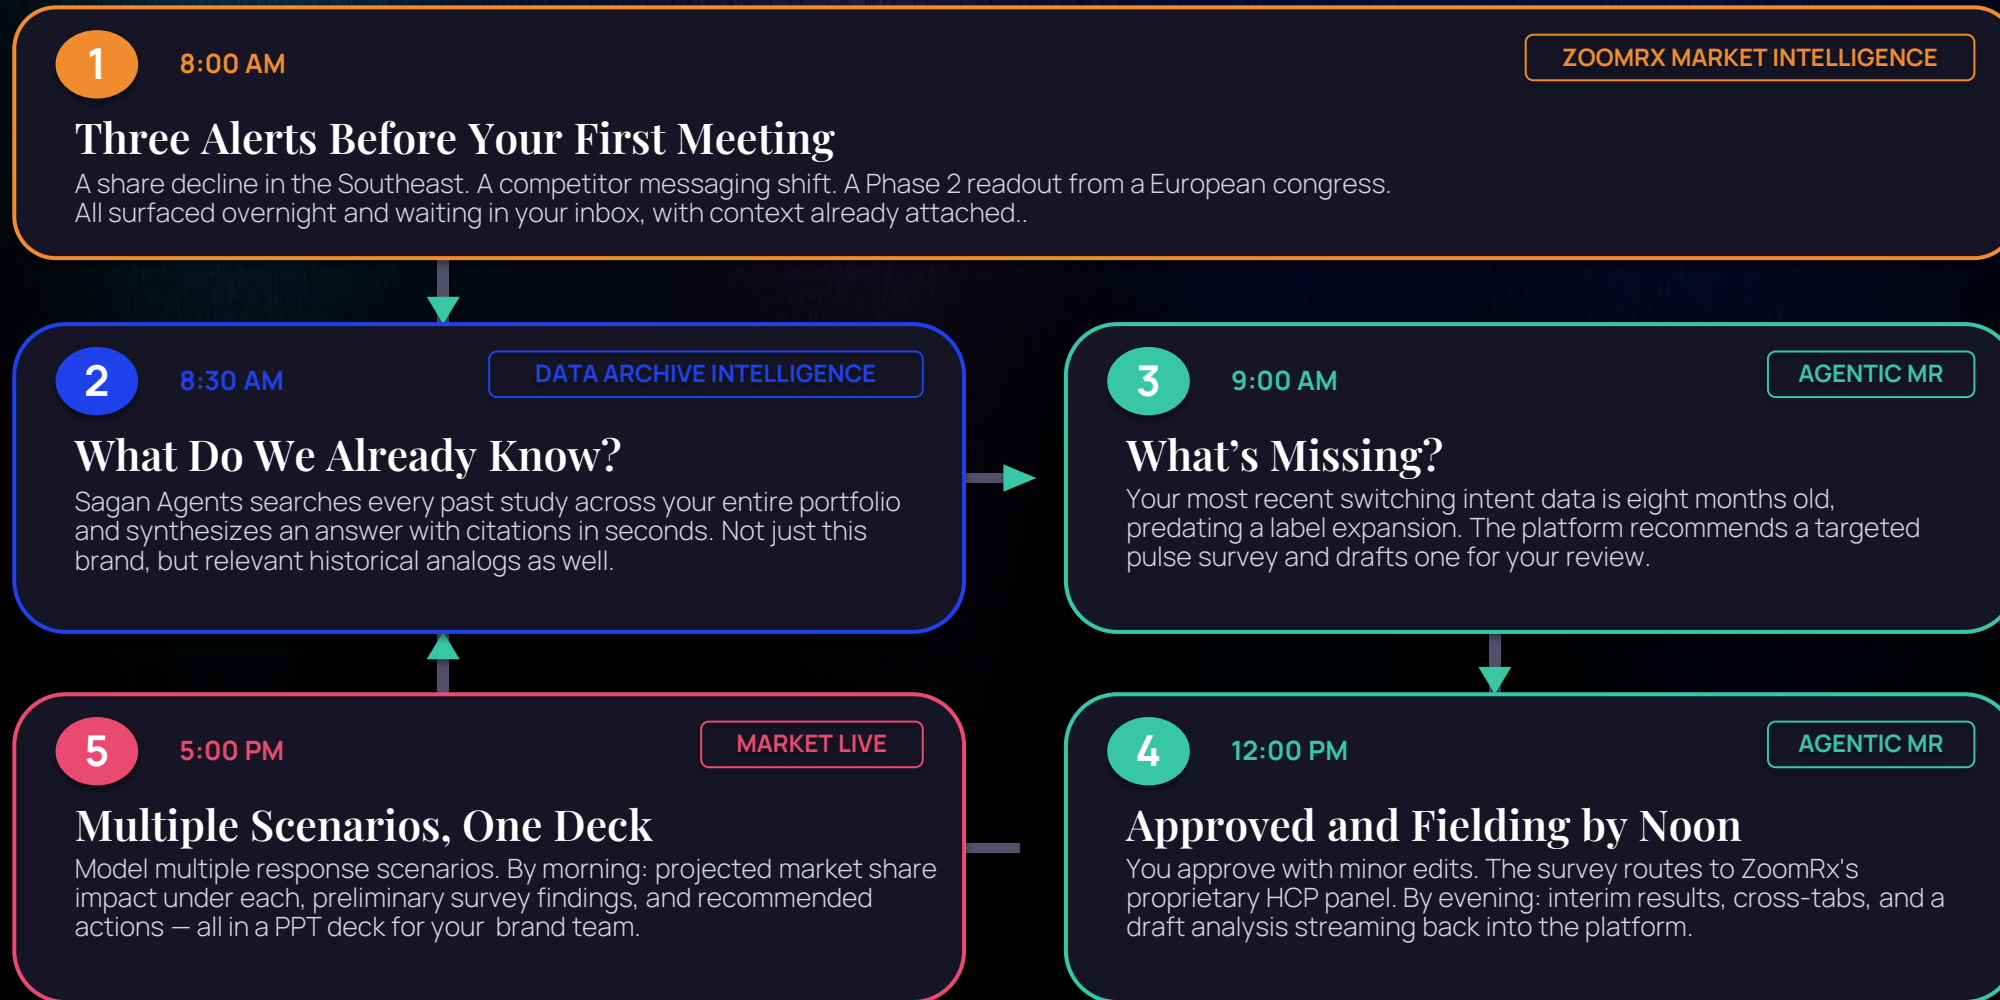 1
8:00 AM
ZOOMRX MARKET INTELLIGENCE
Three Alerts Before Your First Meeting
A share decline in the Southeast. A competitor messaging shift. A Phase 2 readout from a European congress.
All surfaced overnight and waiting in your inbox, with context already attached..
2
8:30 AM
DATA ARCHIVE INTELLIGENCE
What Do We Already Know?
Sagan Agents searches every past study across your entire portfolio
and synthesizes an answer with citations in seconds. Not just this
brand, but relevant historical analogs as well.
3
9:00 AM
AGENTIC MR
What’s Missing?
Your most recent switching intent data is eight months old,
predating a label expansion. The platform recommends a targeted
pulse survey and drafts one for your review.
5
5:00 PM
MARKET LIVE
Multiple Scenarios, One Deck
Model multiple response scenarios. By morning: projected market share
impact under each, preliminary survey findings, and recommended
actions — all in a PPT deck for your  brand team.
4
12:00 PM
AGENTIC MR
Approved and Fielding by Noon
You approve with minor edits. The survey routes to ZoomRx's
proprietary HCP panel. By evening: interim results, cross-tabs, and a
draft analysis streaming back into the platform.